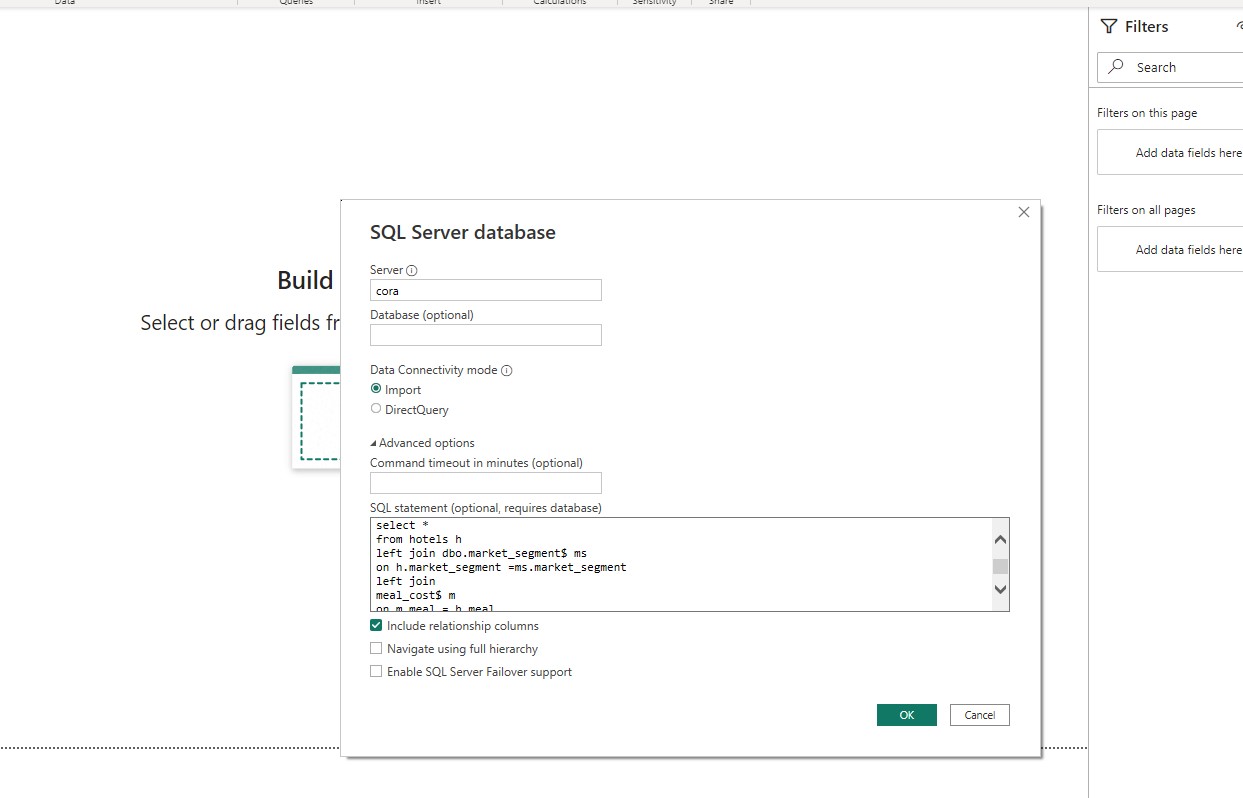 Data
Queries
Insert
Calculations
Sensitivity
Share
Filters
Search
Filters on this page
Add data fields here
Filters on all pages
Add data fields here
Build
Select or drag fields fr
SQL Server database
Server
cora
Database (optional)
Data Connectivity mode
Import
DirectQuery
Advanced options
Command timeout in minutes (optional)
SQL statement (optional, requires database)
select *
from hotels h
left join dbo.market_segment$ ms
on h.market_segment =ms.market_segment
left join
meal_cost$ m
on m.meal = h.meal
Include relationship columns
Navigate using full hierarchy
Enable SQL Server Failover support
OK
Cancel